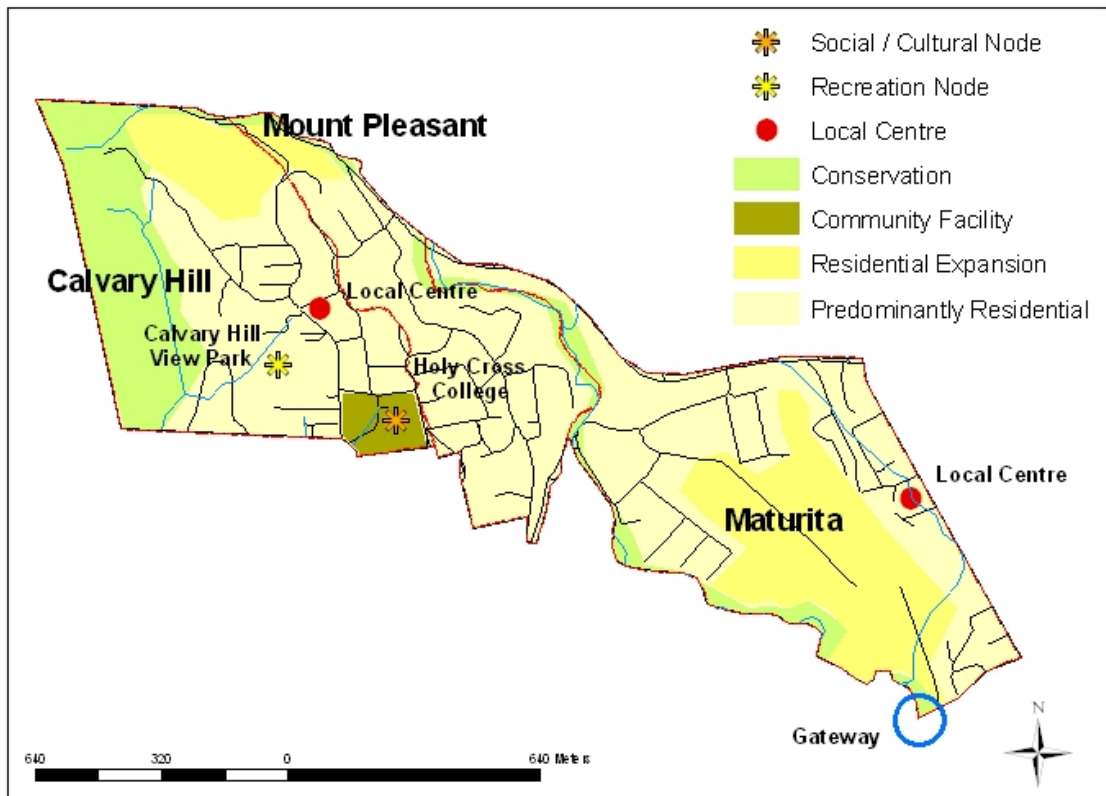 Social / Cultural Node
Recreation Node
Local Centre
Conservation
Community Facility
Residential Expansion
Predominantly Residential
Mount Pleasant
Calvary Hill
Local Centre
Calvary Hill
View Park
Holy Cross
College
Local Centre
Maturita
Gateway
N
640 320 0 640 Meters